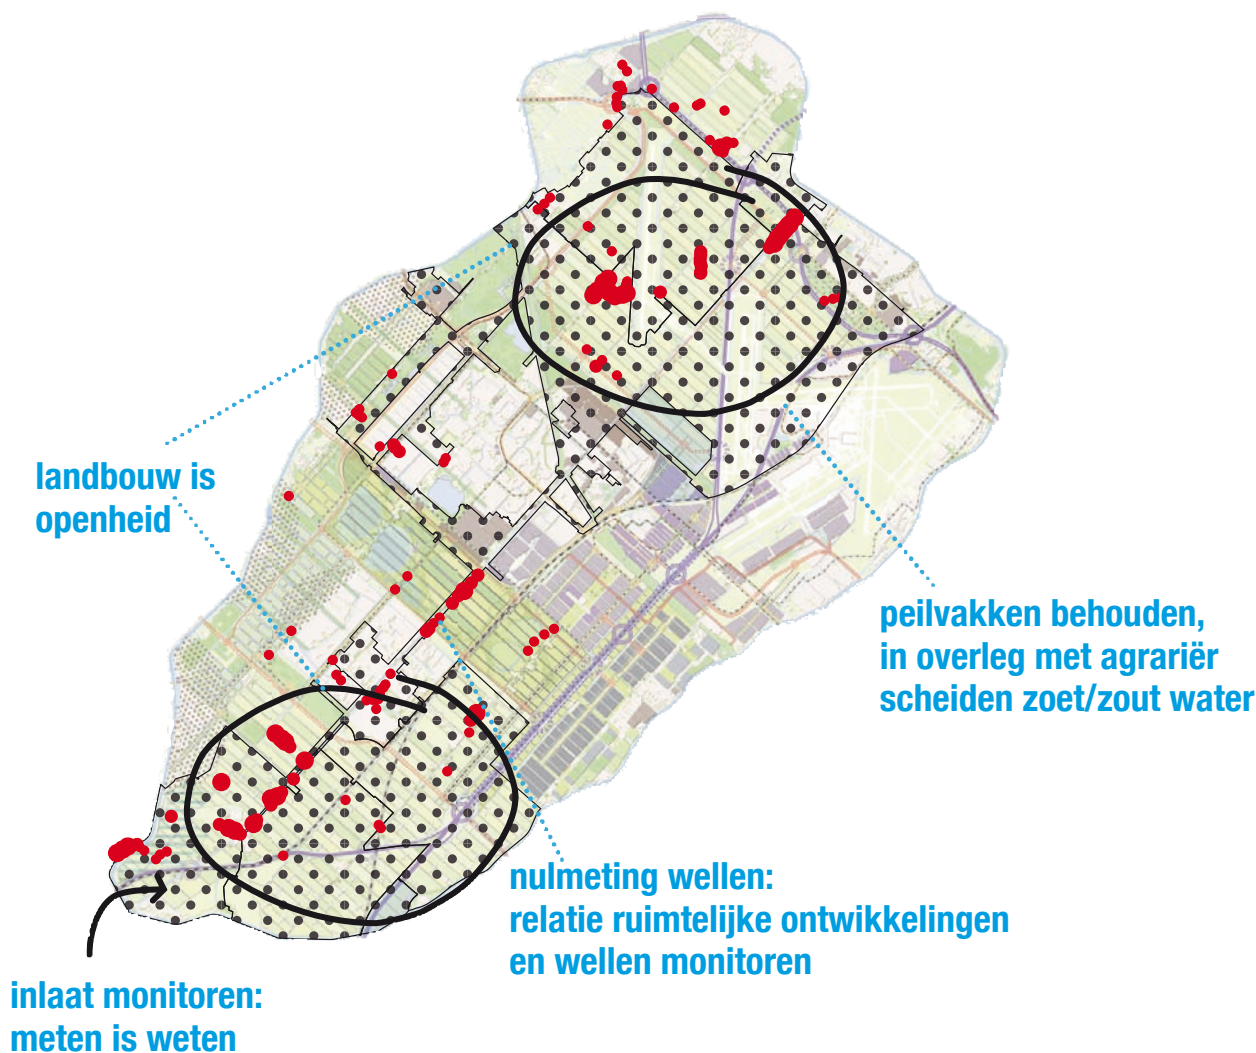 landbouw is
openheid
peilvakken behouden,
in overleg met agrariër
scheiden zoet/zout water
nulmeting wellen:
relatie ruimtelijke ontwikkelingen
en wellen monitoren
inlaat monitoren:
meten is weten